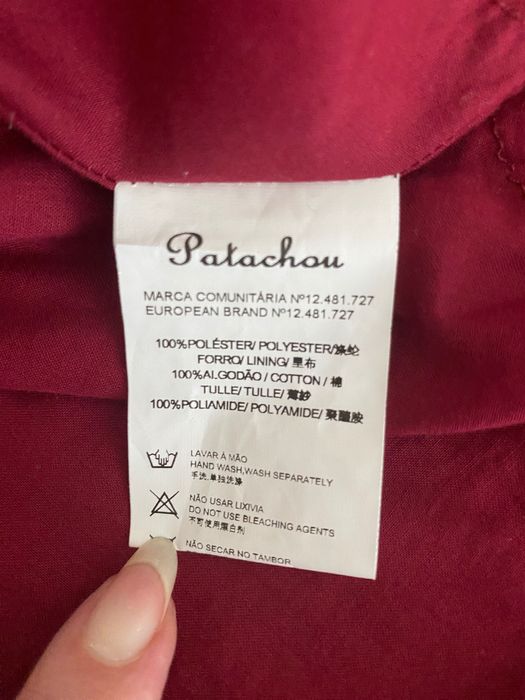 Patachou
MARCA COMUNITÁRIA Nº12.481.727
EUROPEAN BRAND Nº12.481.727
100%POLÉSTER/ POLYESTER/涤纶
FORRO/ LINING/ 里布
100%ALGODÃO / COTTON / 棉
TULLE/ TULLE/ 薄紗
100%POLIAMIDE/ POLYAMIDE/ 聚醯胺
LAVAR À MÃO
HAND WASH,WASH SEPARATELY
手洗,单独洗涤
NÃO USAR LIXIVIA
DO NOT USE BLEACHING AGENTS
不可使用漂白剂
NÃO SECAR NO TAMBOR